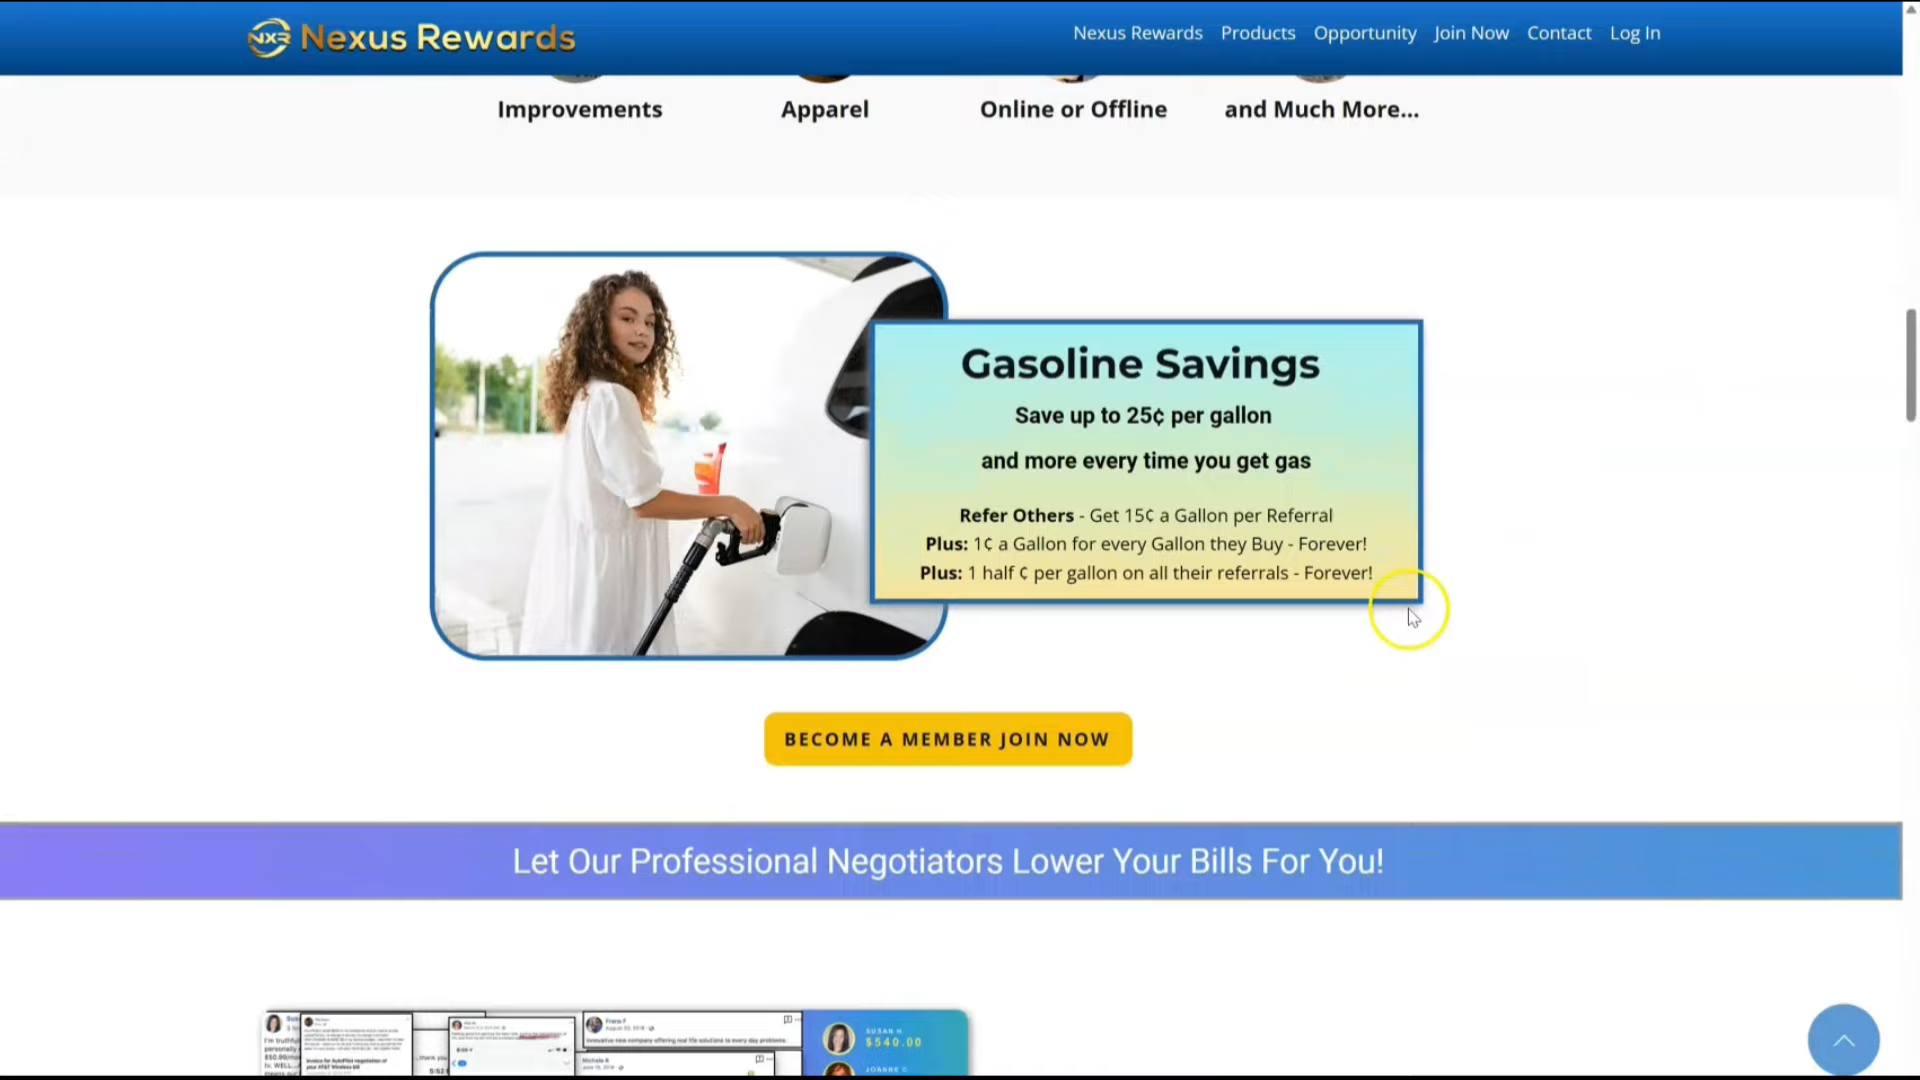 NXR Nexus Rewards
Nexus Rewards Products Opportunity Join Now Contact Log In
Improvements Apparel Online or Offline and Much More...
Gasoline Savings
Save up to 25¢ per gallon
and more every time you get gas
Refer Others - Get 15¢ a Gallon per Referral
Plus: 1¢ a Gallon for every Gallon they Buy - Forever!
Plus: 1 half ¢ per gallon on all their referrals - Forever!
BECOME A MEMBER JOIN NOW
Let Our Professional Negotiators Lower Your Bills For You!
SUSAN H
$540.00
JOANNE C